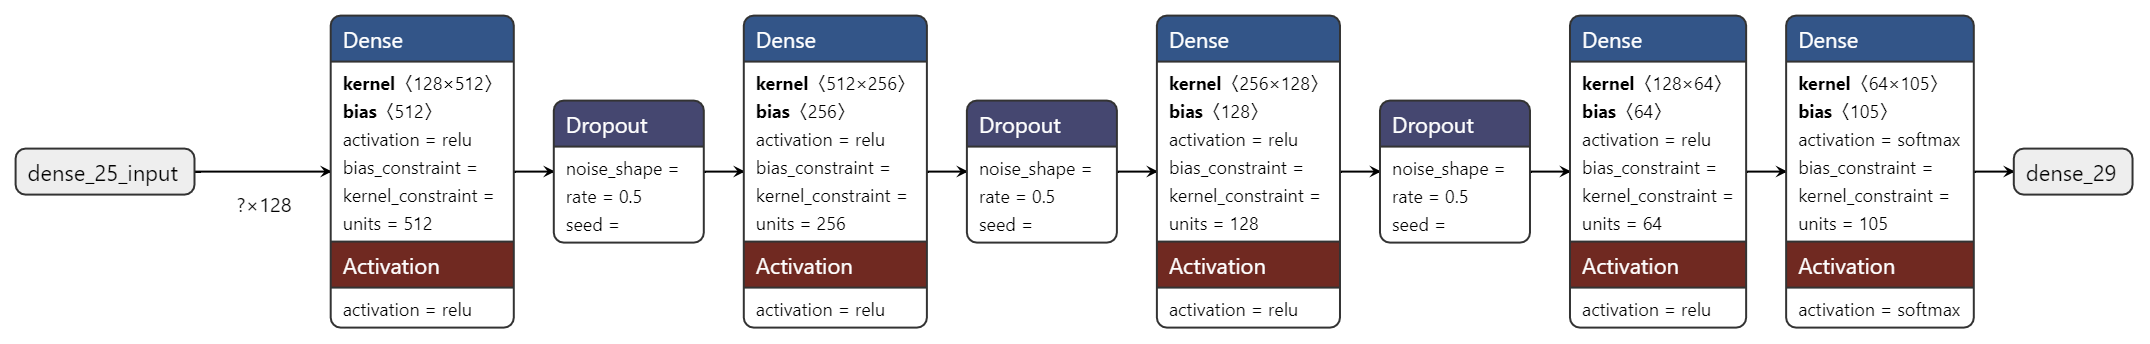 dense_25_input
?×128
Dense
kernel〈128×512〉
bias〈512〉
activation = relu
bias_constraint =
kernel_constraint =
units = 512
Activation
activation = relu
Dropout
noise_shape =
rate = 0.5
seed =
Dense
kernel〈512×256〉
bias〈256〉
activation = relu
bias_constraint =
kernel_constraint =
units = 256
Activation
activation = relu
Dropout
noise_shape =
rate = 0.5
seed =
Dense
kernel〈256×128〉
bias〈128〉
activation = relu
bias_constraint =
kernel_constraint =
units = 128
Activation
activation = relu
Dropout
noise_shape =
rate = 0.5
seed =
Dense
kernel〈128×64〉
bias〈64〉
activation = relu
bias_constraint =
kernel_constraint =
units = 64
Activation
activation = relu
Dense
kernel〈64×105〉
bias〈105〉
activation = softmax
bias_constraint =
kernel_constraint =
units = 105
Activation
activation = softmax
dense_29